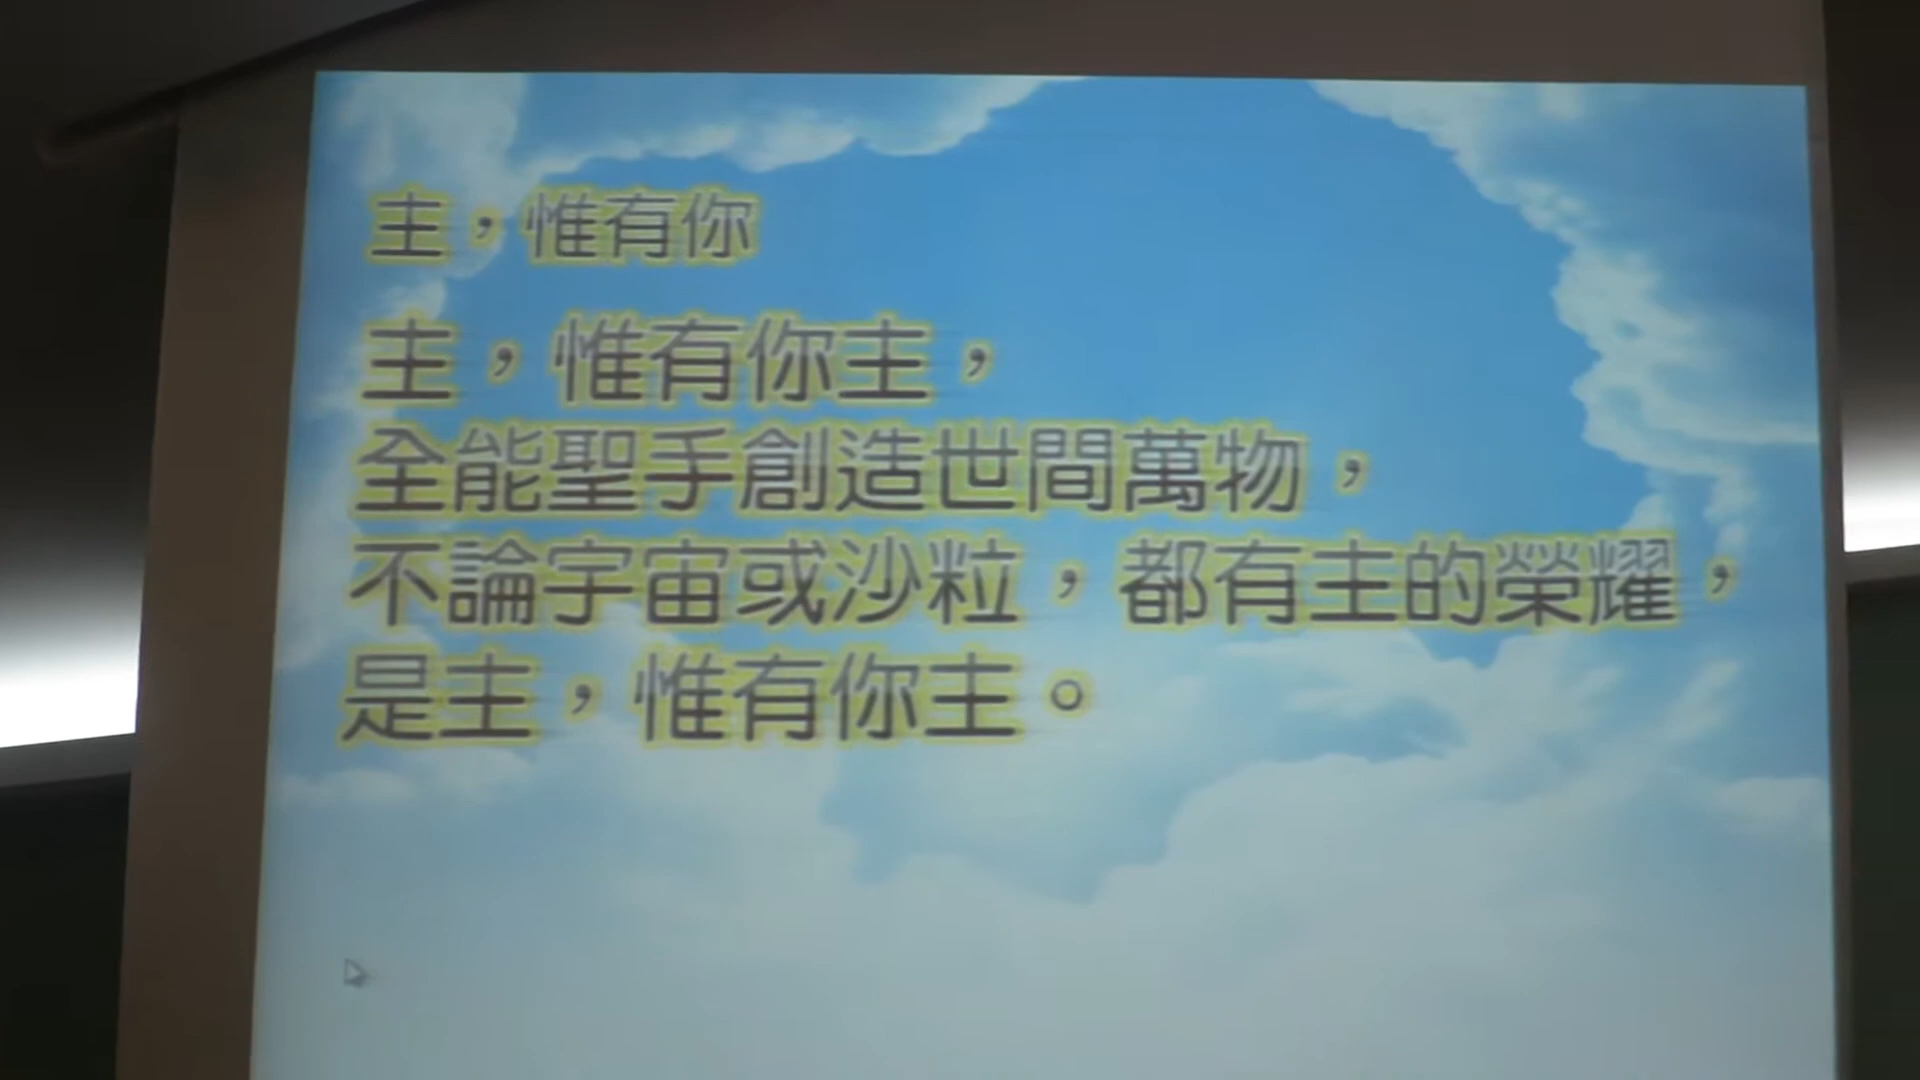 主，惟有你
主，惟有你主，
全能聖手創造世間萬物，
不論宇宙或沙粒，都有主的榮耀，
是主，惟有你主。